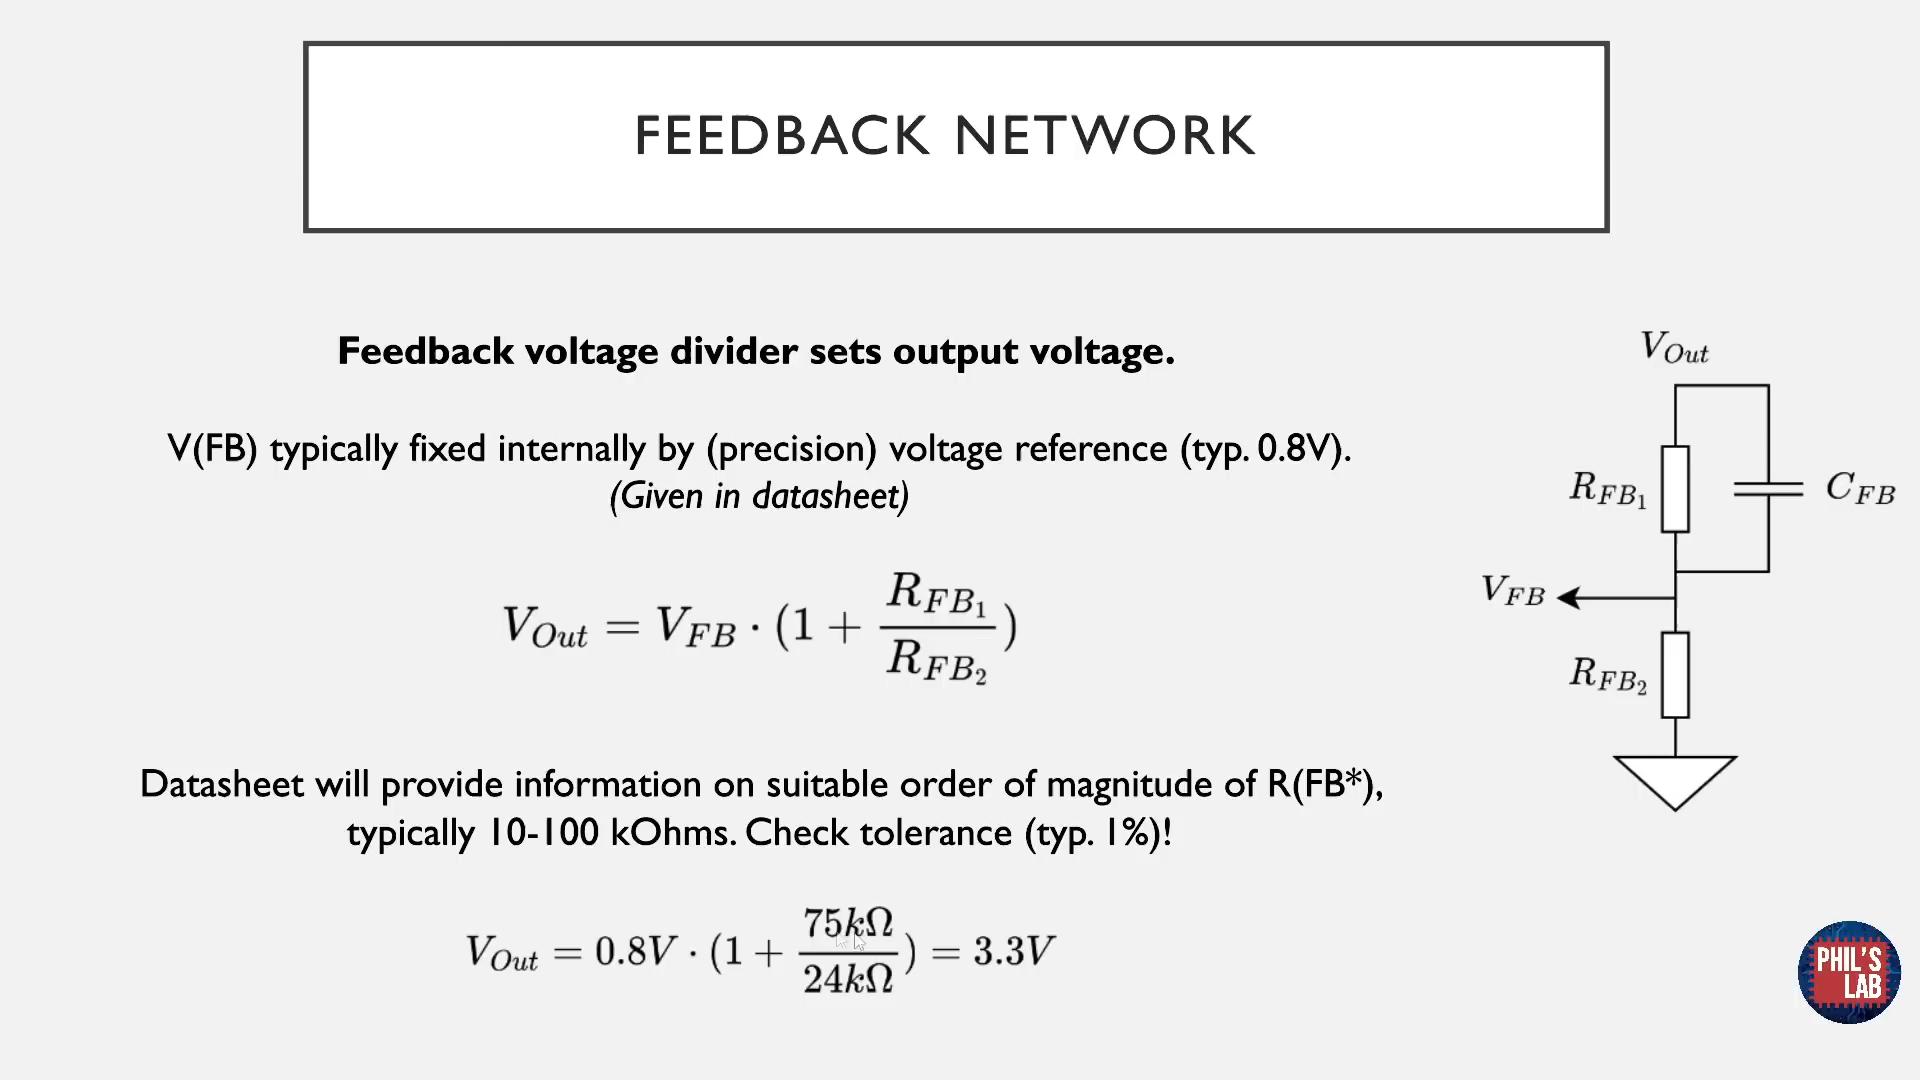 FEEDBACK NETWORK
Feedback voltage divider sets output voltage.
V(FB) typically fixed internally by (precision) voltage reference (typ. 0.8V).
(Given in datasheet)
V_Out = V_FB · (1 + R_FB1 / R_FB2)
Datasheet will provide information on suitable order of magnitude of R(FB*),
typically 10-100 kOhms. Check tolerance (typ. 1%)!
V_Out = 0.8V · (1 + 75kΩ / 24kΩ) = 3.3V
V_Out
R_FB1
C_FB
V_FB
R_FB2
PHIL'S
LAB